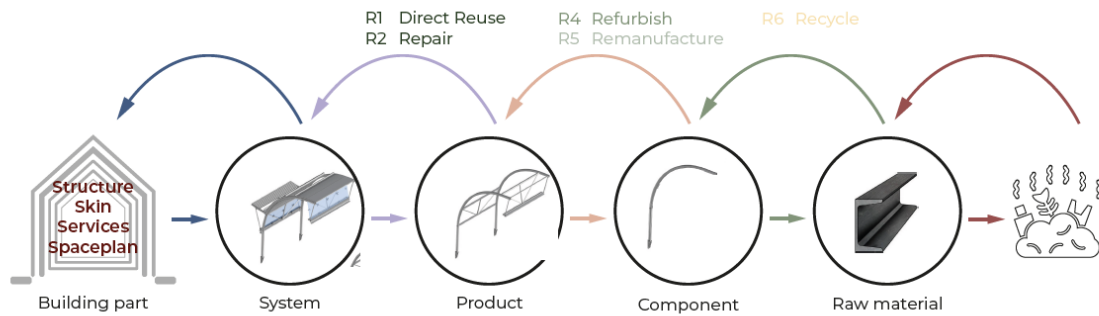 R1 Direct Reuse
R2 Repair
R4 Refurbish
R5 Remanufacture
R6 Recycle
Structure
Skin
Services
Spaceplan
Building part
System
Product
Component
Raw material